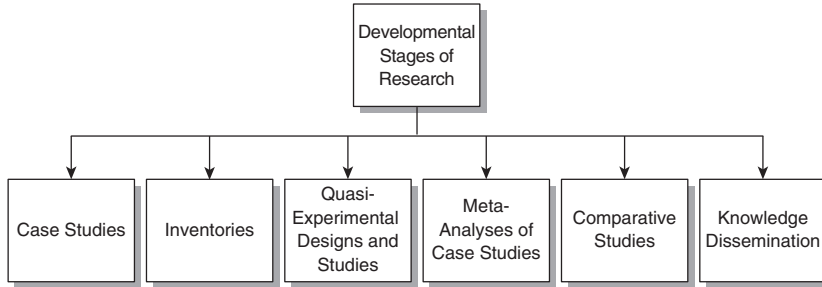 Developmental
Stages of
Research
Case Studies
Inventories
Quasi-
Experimental
Designs and
Studies
Meta-
Analyses of
Case Studies
Comparative
Studies
Knowledge
Dissemination